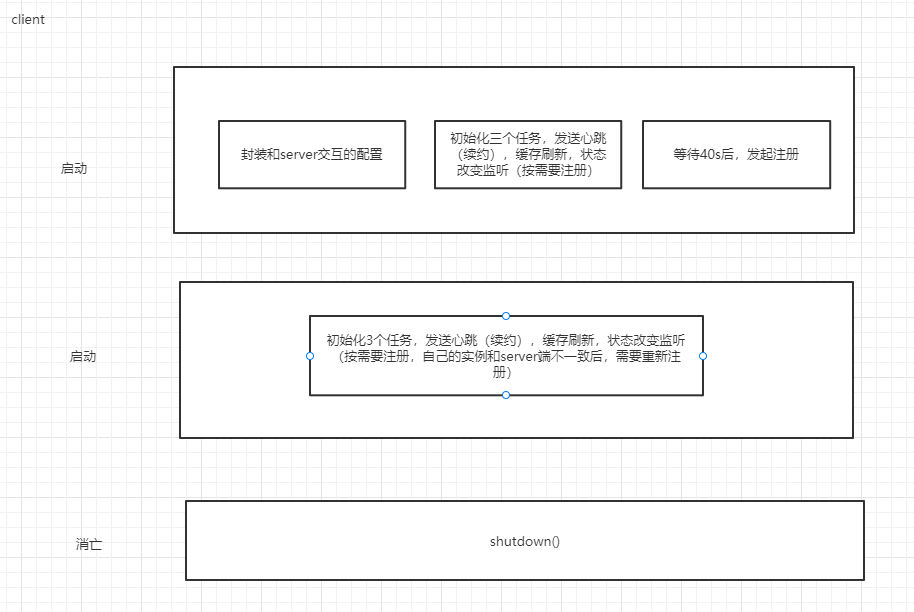 client
启动
封装和server交互的配置
初始化三个任务，发送心跳
（续约），缓存刷新，状态
改变监听（按需要注册）
等待40s后，发起注册
启动
初始化3个任务，发送心跳（续约），缓存刷新，状态改变监听
（按需要注册，自己的实例和server端不一致后，需要重新注
册）
消亡
shutdown()